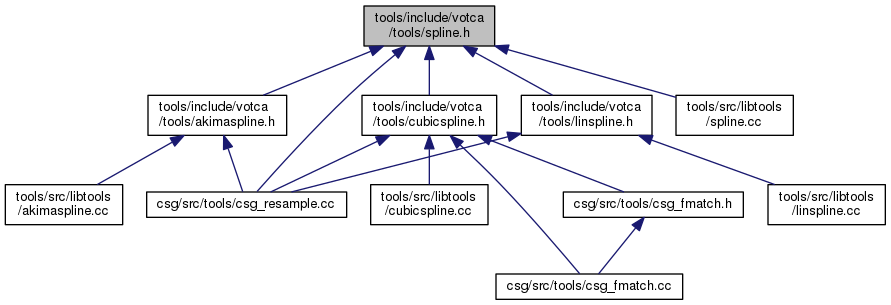 tools/include/votca
/tools/spline.h
tools/include/votca
/tools/akimaspline.h
tools/include/votca
/tools/cubicspline.h
tools/include/votca
/tools/linspline.h
tools/src/libtools
/spline.cc
tools/src/libtools
/akimaspline.cc
csg/src/tools/csg_resample.cc
tools/src/libtools
/cubicspline.cc
csg/src/tools/csg_fmatch.h
tools/src/libtools
/linspline.cc
csg/src/tools/csg_fmatch.cc